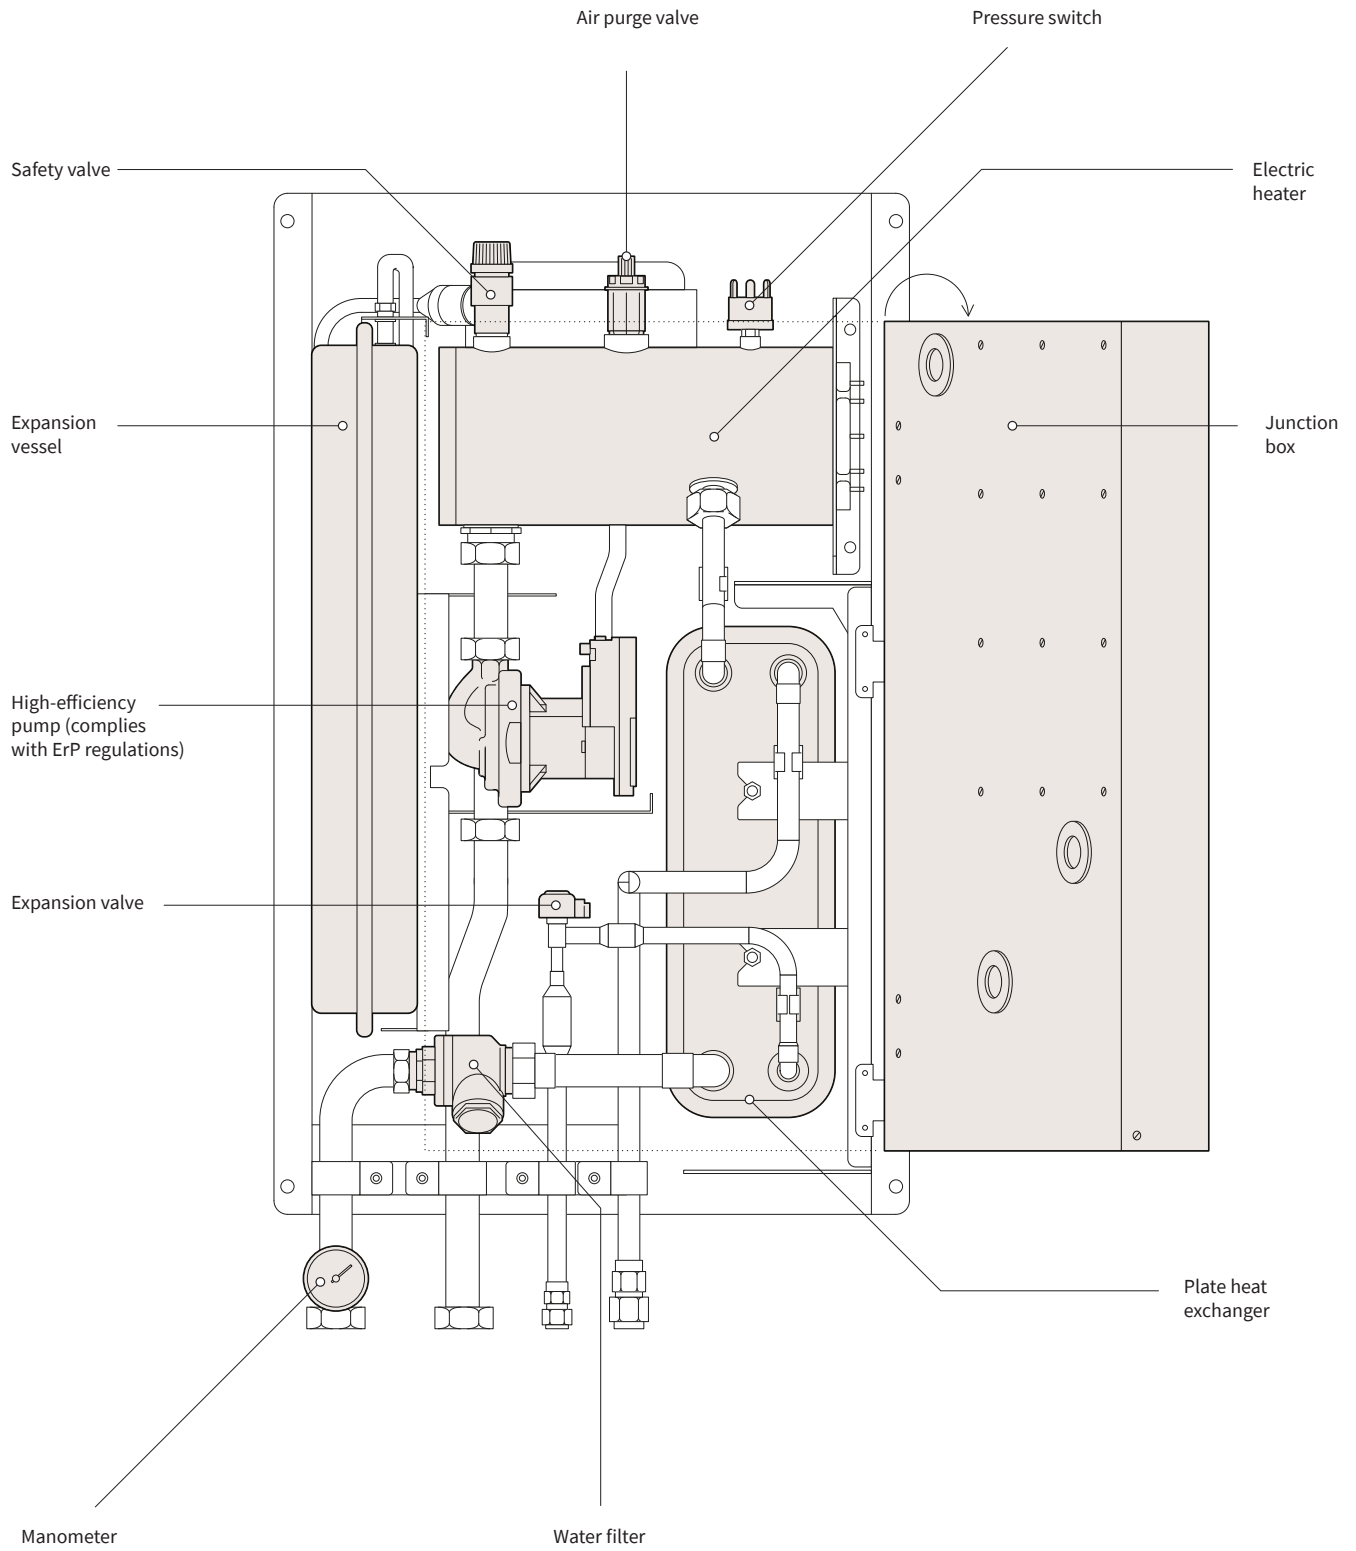 Air purge valve
Pressure switch
Safety valve
Electric
heater
Expansion
vessel
Junction
box
High-efficiency
pump (complies
with ErP regulations)
Expansion valve
Plate heat
exchanger
Manometer
Water filter